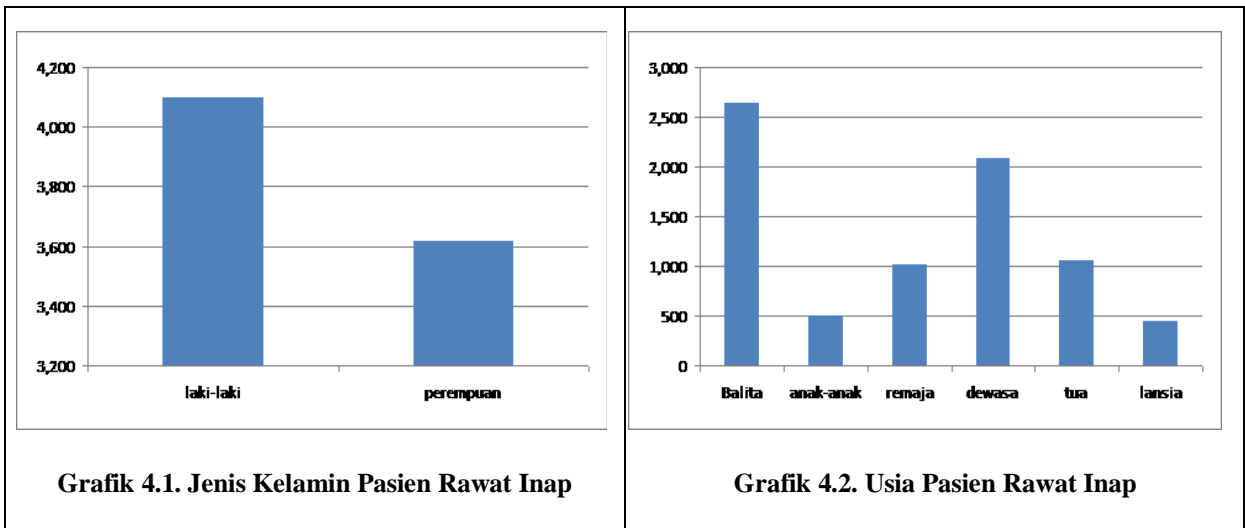 4,200
4,000
3,800
3,600
3,400
3,200
laki-laki
perempuan
Grafik 4.1. Jenis Kelamin Pasien Rawat Inap
3,000
2,500
2,000
1,500
1,000
500
0
Balita anak-anak remaja dewasa tua lansia
Grafik 4.2. Usia Pasien Rawat Inap